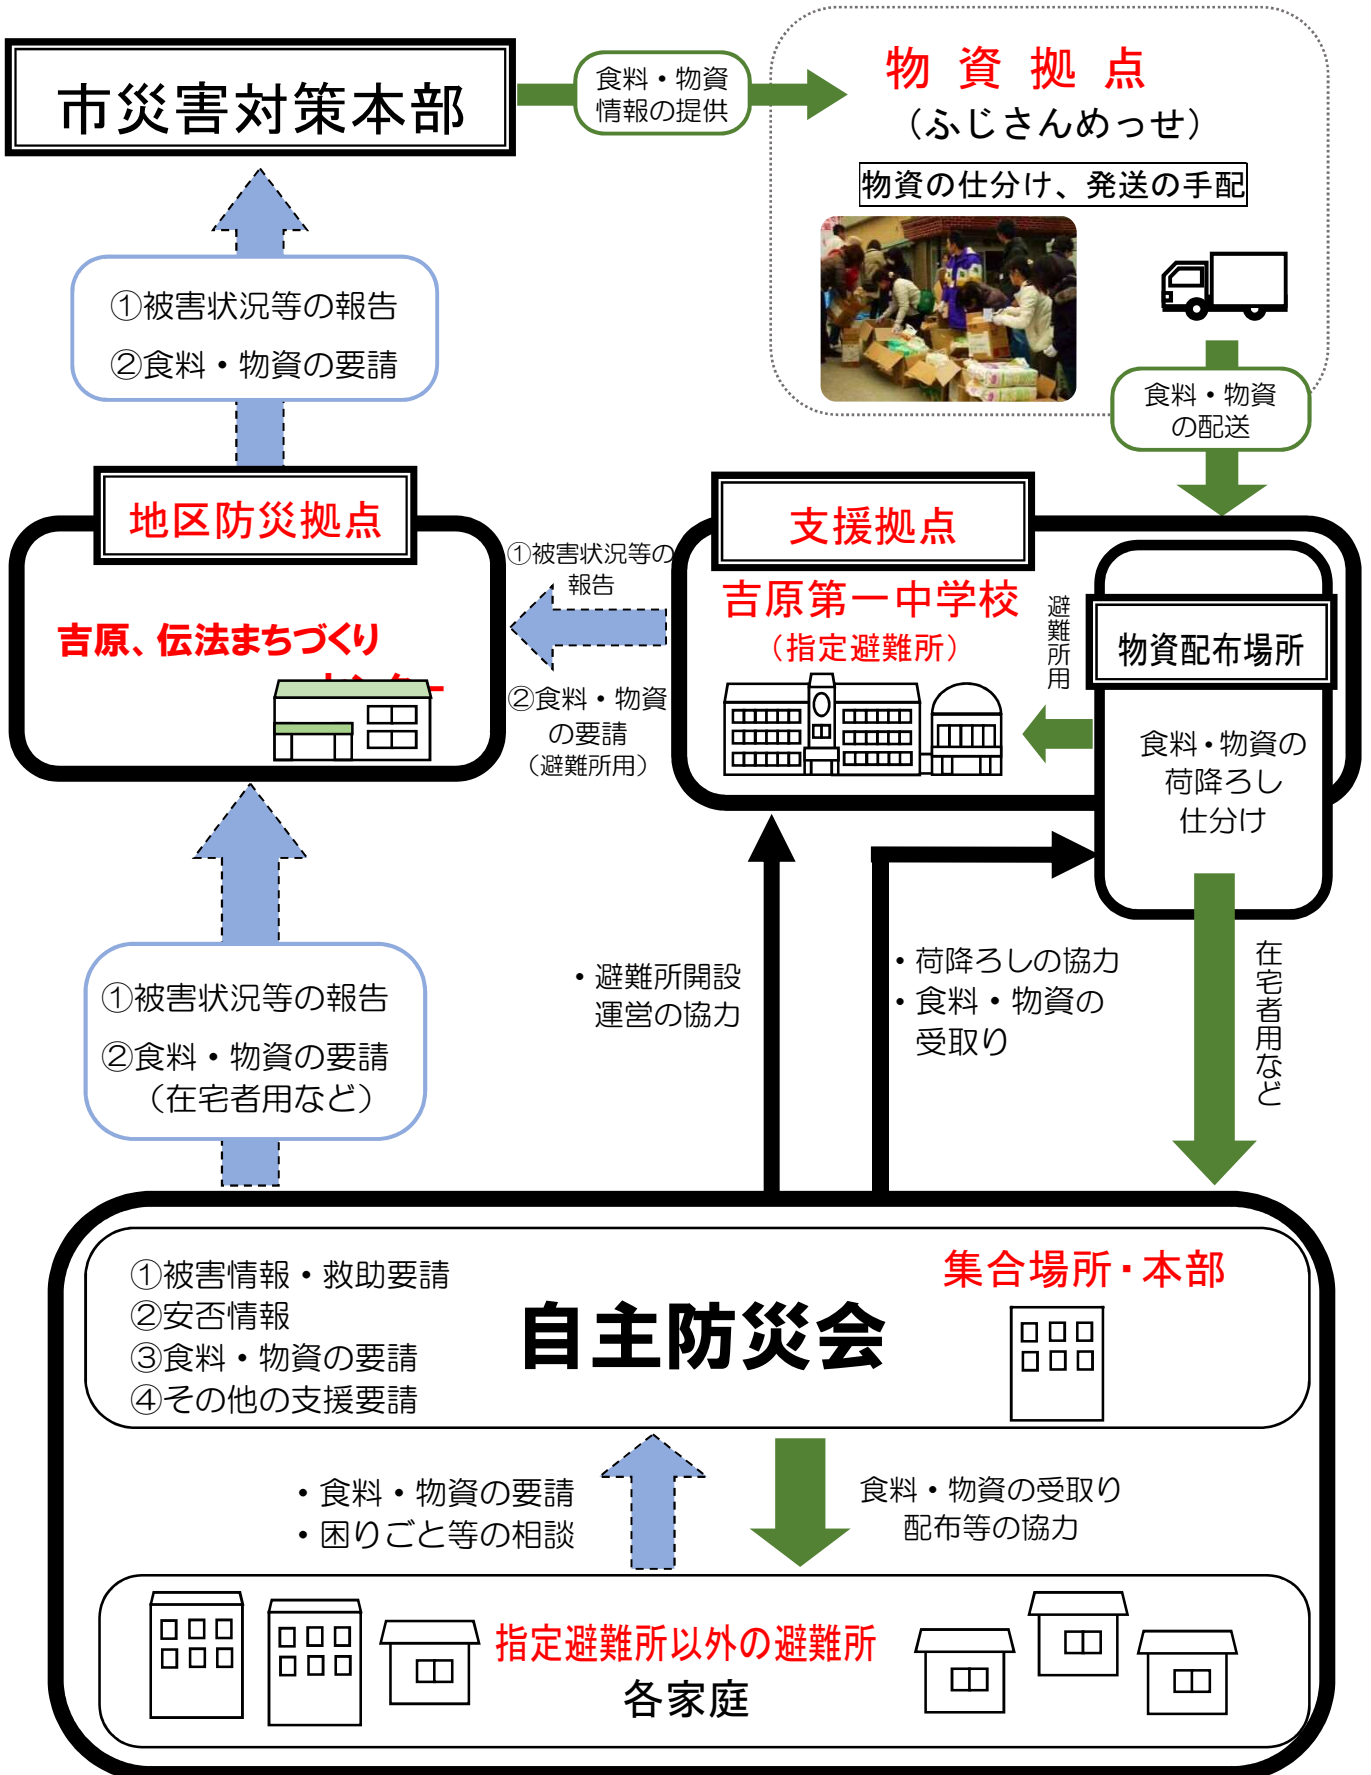 市災害対策本部
食料・物資
情報の提供
物資拠点
（ふじさんめっせ）
物資の仕分け、発送の手配
①被害状況等の報告
②食料・物資の要請
食料・物資
の配送
地区防災拠点
吉原、伝法まちづくり
①被害状況等の
報告
②食料・物資
の要請
（避難所用）
支援拠点
吉原第一中学校
（指定避難所）
避難所用
物資配布場所
食料・物資の
荷降ろし
仕分け
①被害状況等の報告
②食料・物資の要請
（在宅者用など）
・避難所開設
運営の協力
・荷降ろしの協力
・食料・物資の
受取り
在宅者用など
①被害情報・救助要請
②安否情報
③食料・物資の要請
④その他の支援要請
自主防災会
集合場所・本部
・食料・物資の要請
・困りごと等の相談
食料・物資の受取り
配布等の協力
指定避難所以外の避難所
各家庭